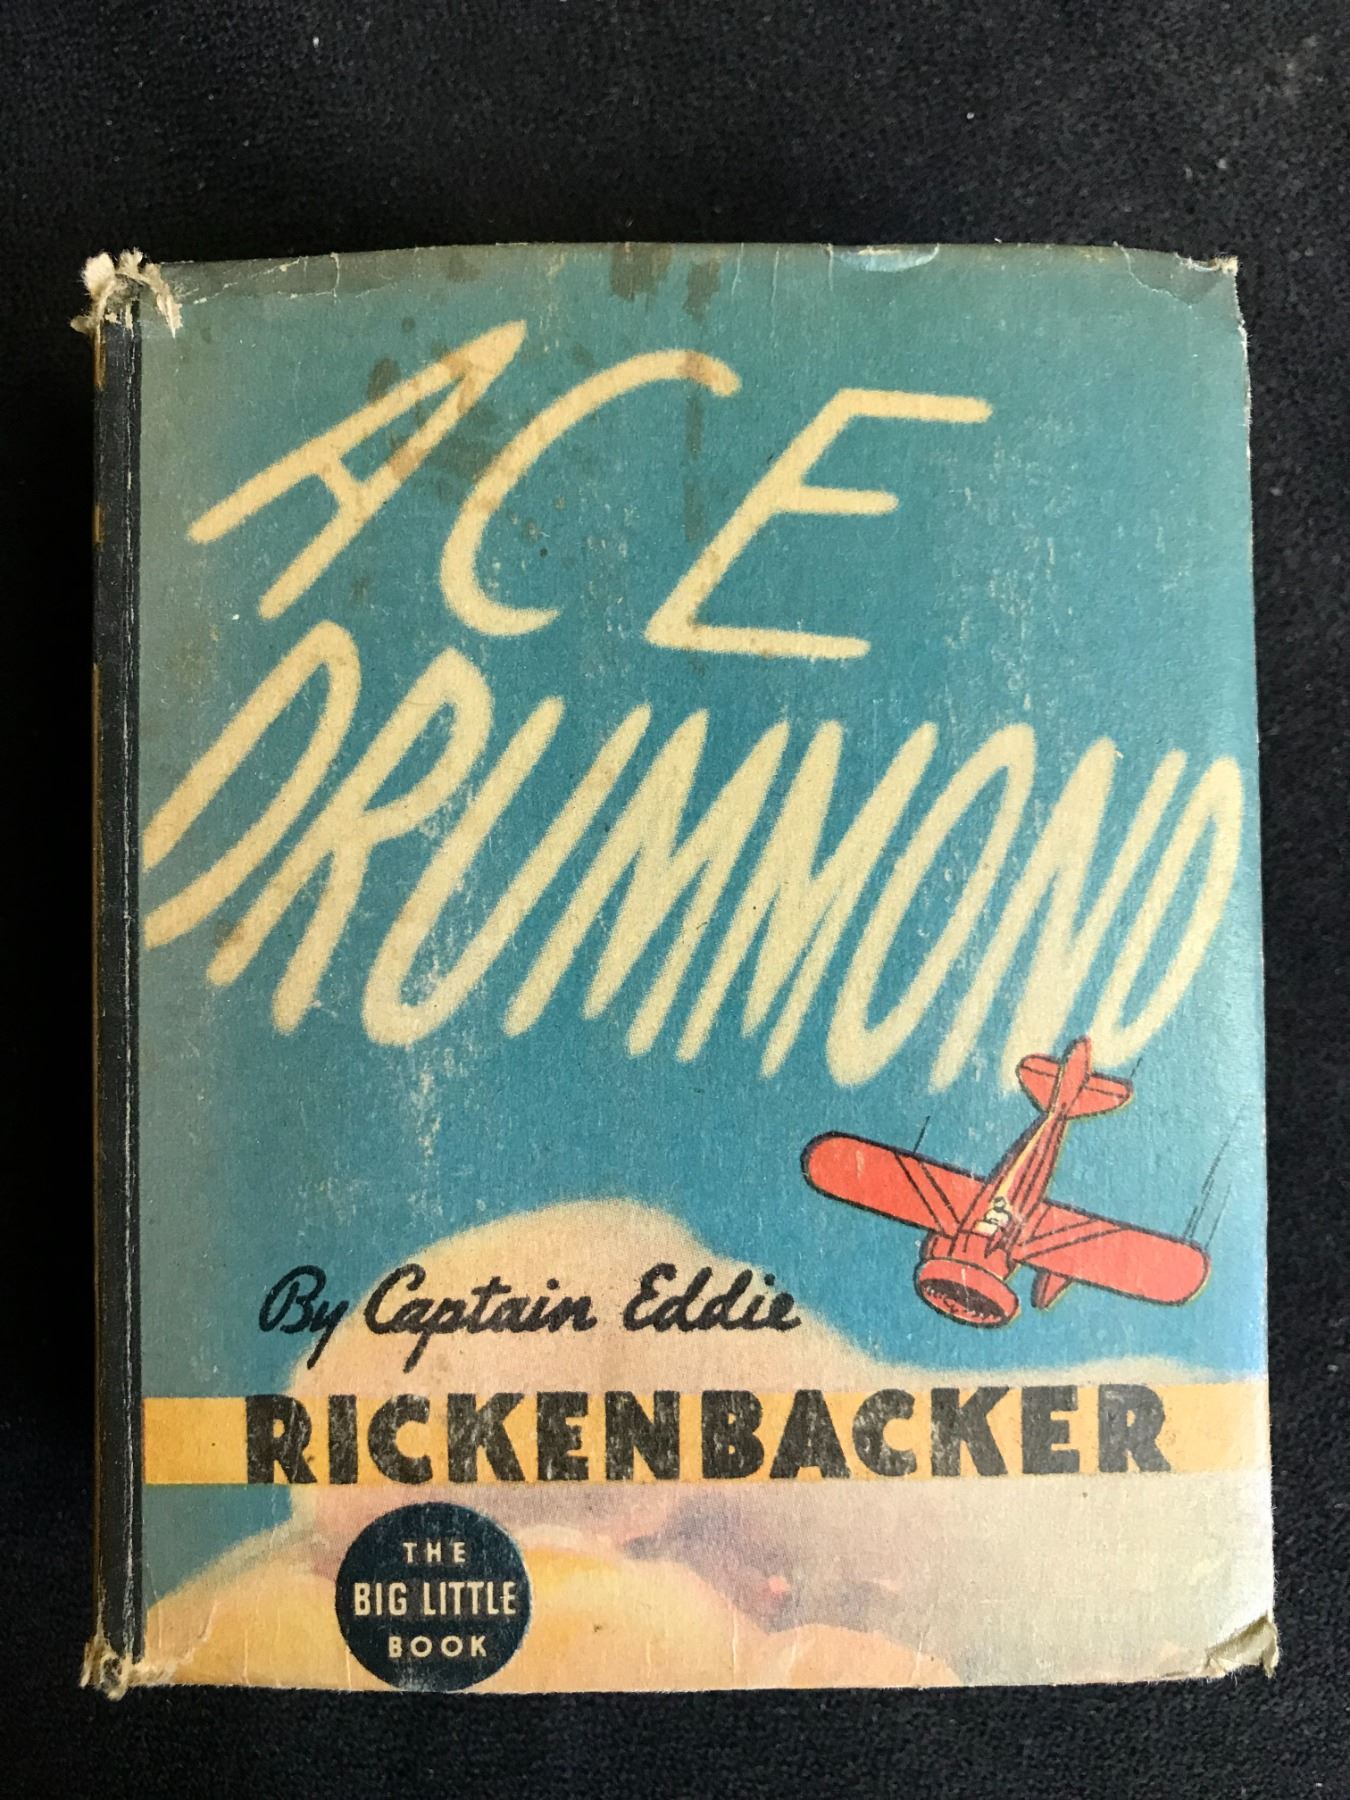 ACE
DRUMMOND
By Captain Eddie
RICKENBACKER
THE
BIG LITTLE
BOOK